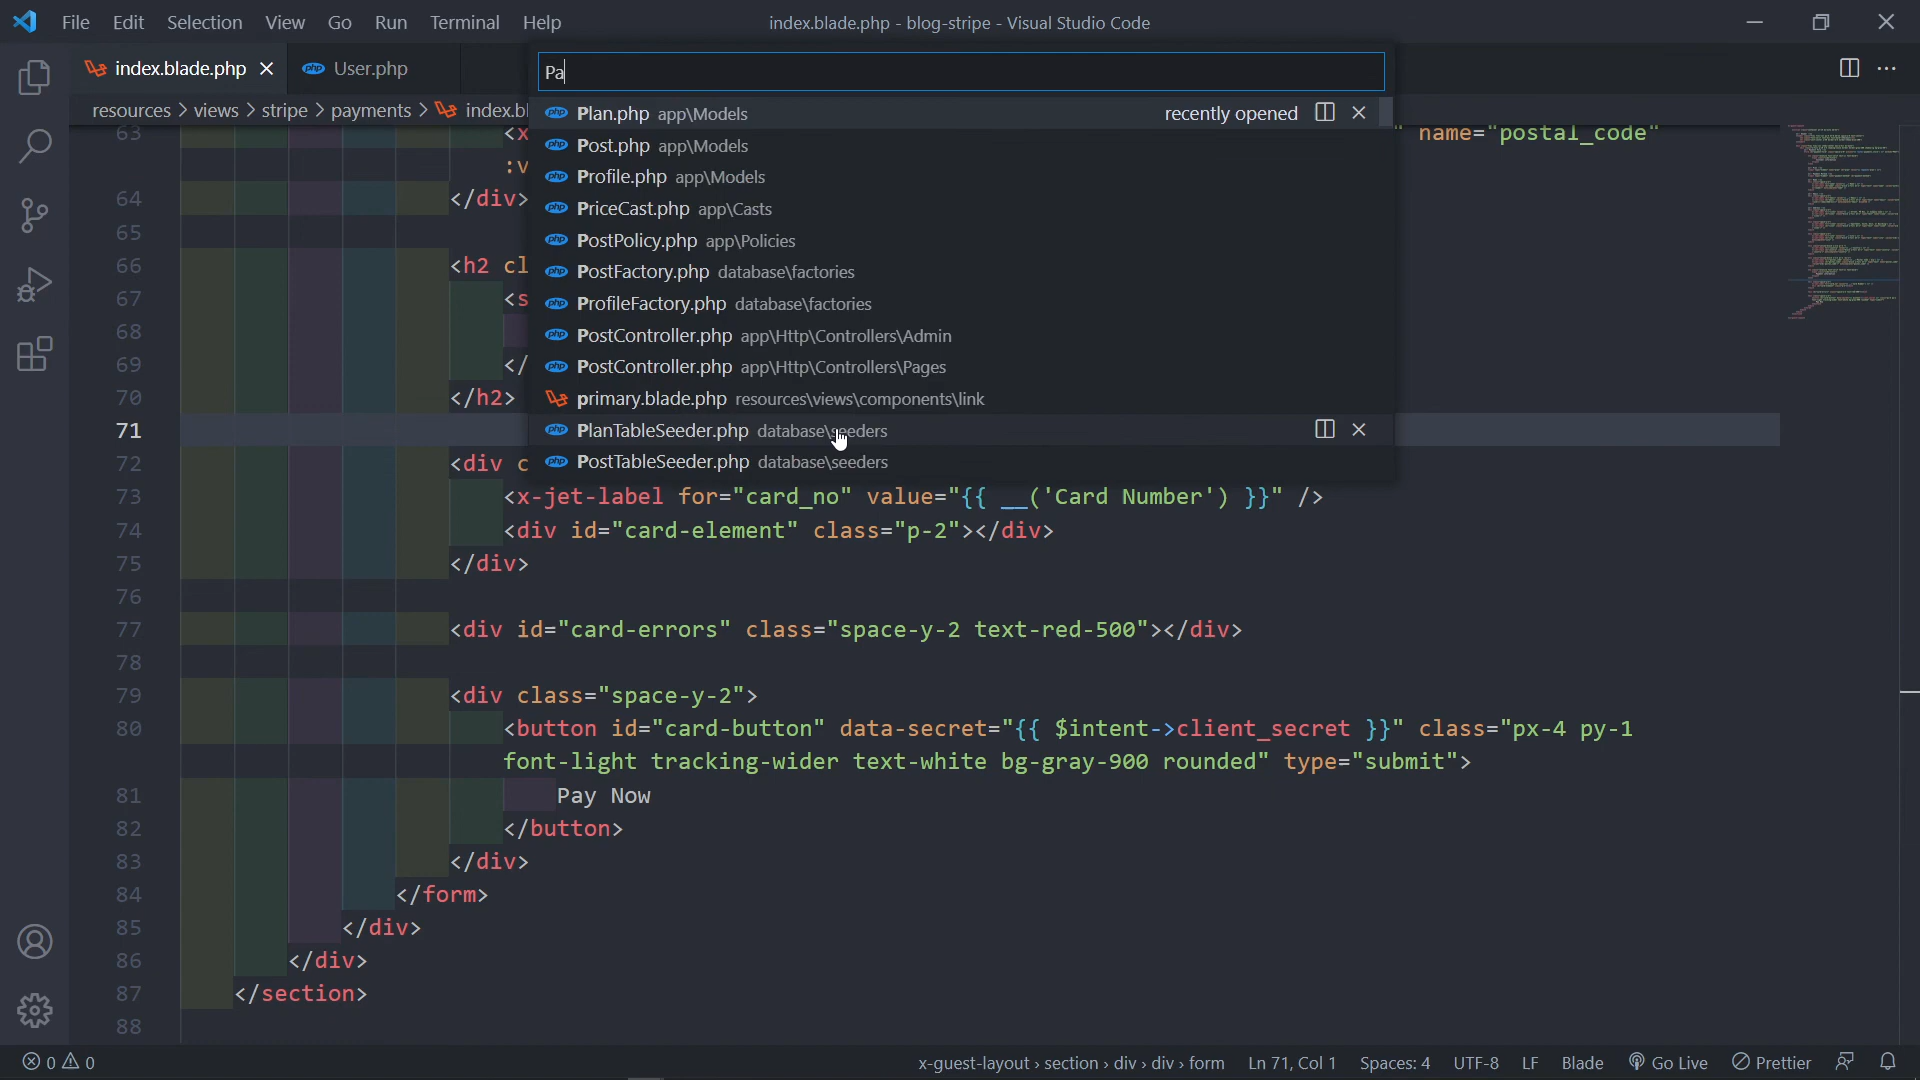 File Edit Selection View Go Run Terminal Help
index.blade.php - blog-stripe - Visual Studio Code
index.blade.php
User.php
Pa
resources > views > stripe > payments > index.bl
Plan.php app\Models recently opened
Post.php app\Models
Profile.php app\Models
PriceCast.php app\Casts
PostPolicy.php app\Policies
PostFactory.php database\factories
ProfileFactory.php database\factories
PostController.php app\Http\Controllers\Admin
PostController.php app\Http\Controllers\Pages
primary.blade.php resources\views\components\link
PlanTableSeeder.php database\seeders
PostTableSeeder.php database\seeders
63 <x " name="postal_code"
:v
64 </div>
65
66 <h2 cl
67 <s
68
69 </
70 </h2>
71
72 <div c
73 <x-jet-label for="card_no" value="{{ __('Card Number') }}" />
74 <div id="card-element" class="p-2"></div>
75 </div>
76
77 <div id="card-errors" class="space-y-2 text-red-500"></div>
78
79 <div class="space-y-2">
80 <button id="card-button" data-secret="{{ $intent->client_secret }}" class="px-4 py-1
font-light tracking-wider text-white bg-gray-900 rounded" type="submit">
81 Pay Now
82 </button>
83 </div>
84 </form>
85 </div>
86 </div>
87 </section>
88
0 0
x-guest-layout › section › div › div › form Ln 71, Col 1 Spaces: 4 UTF-8 LF Blade Go Live Prettier